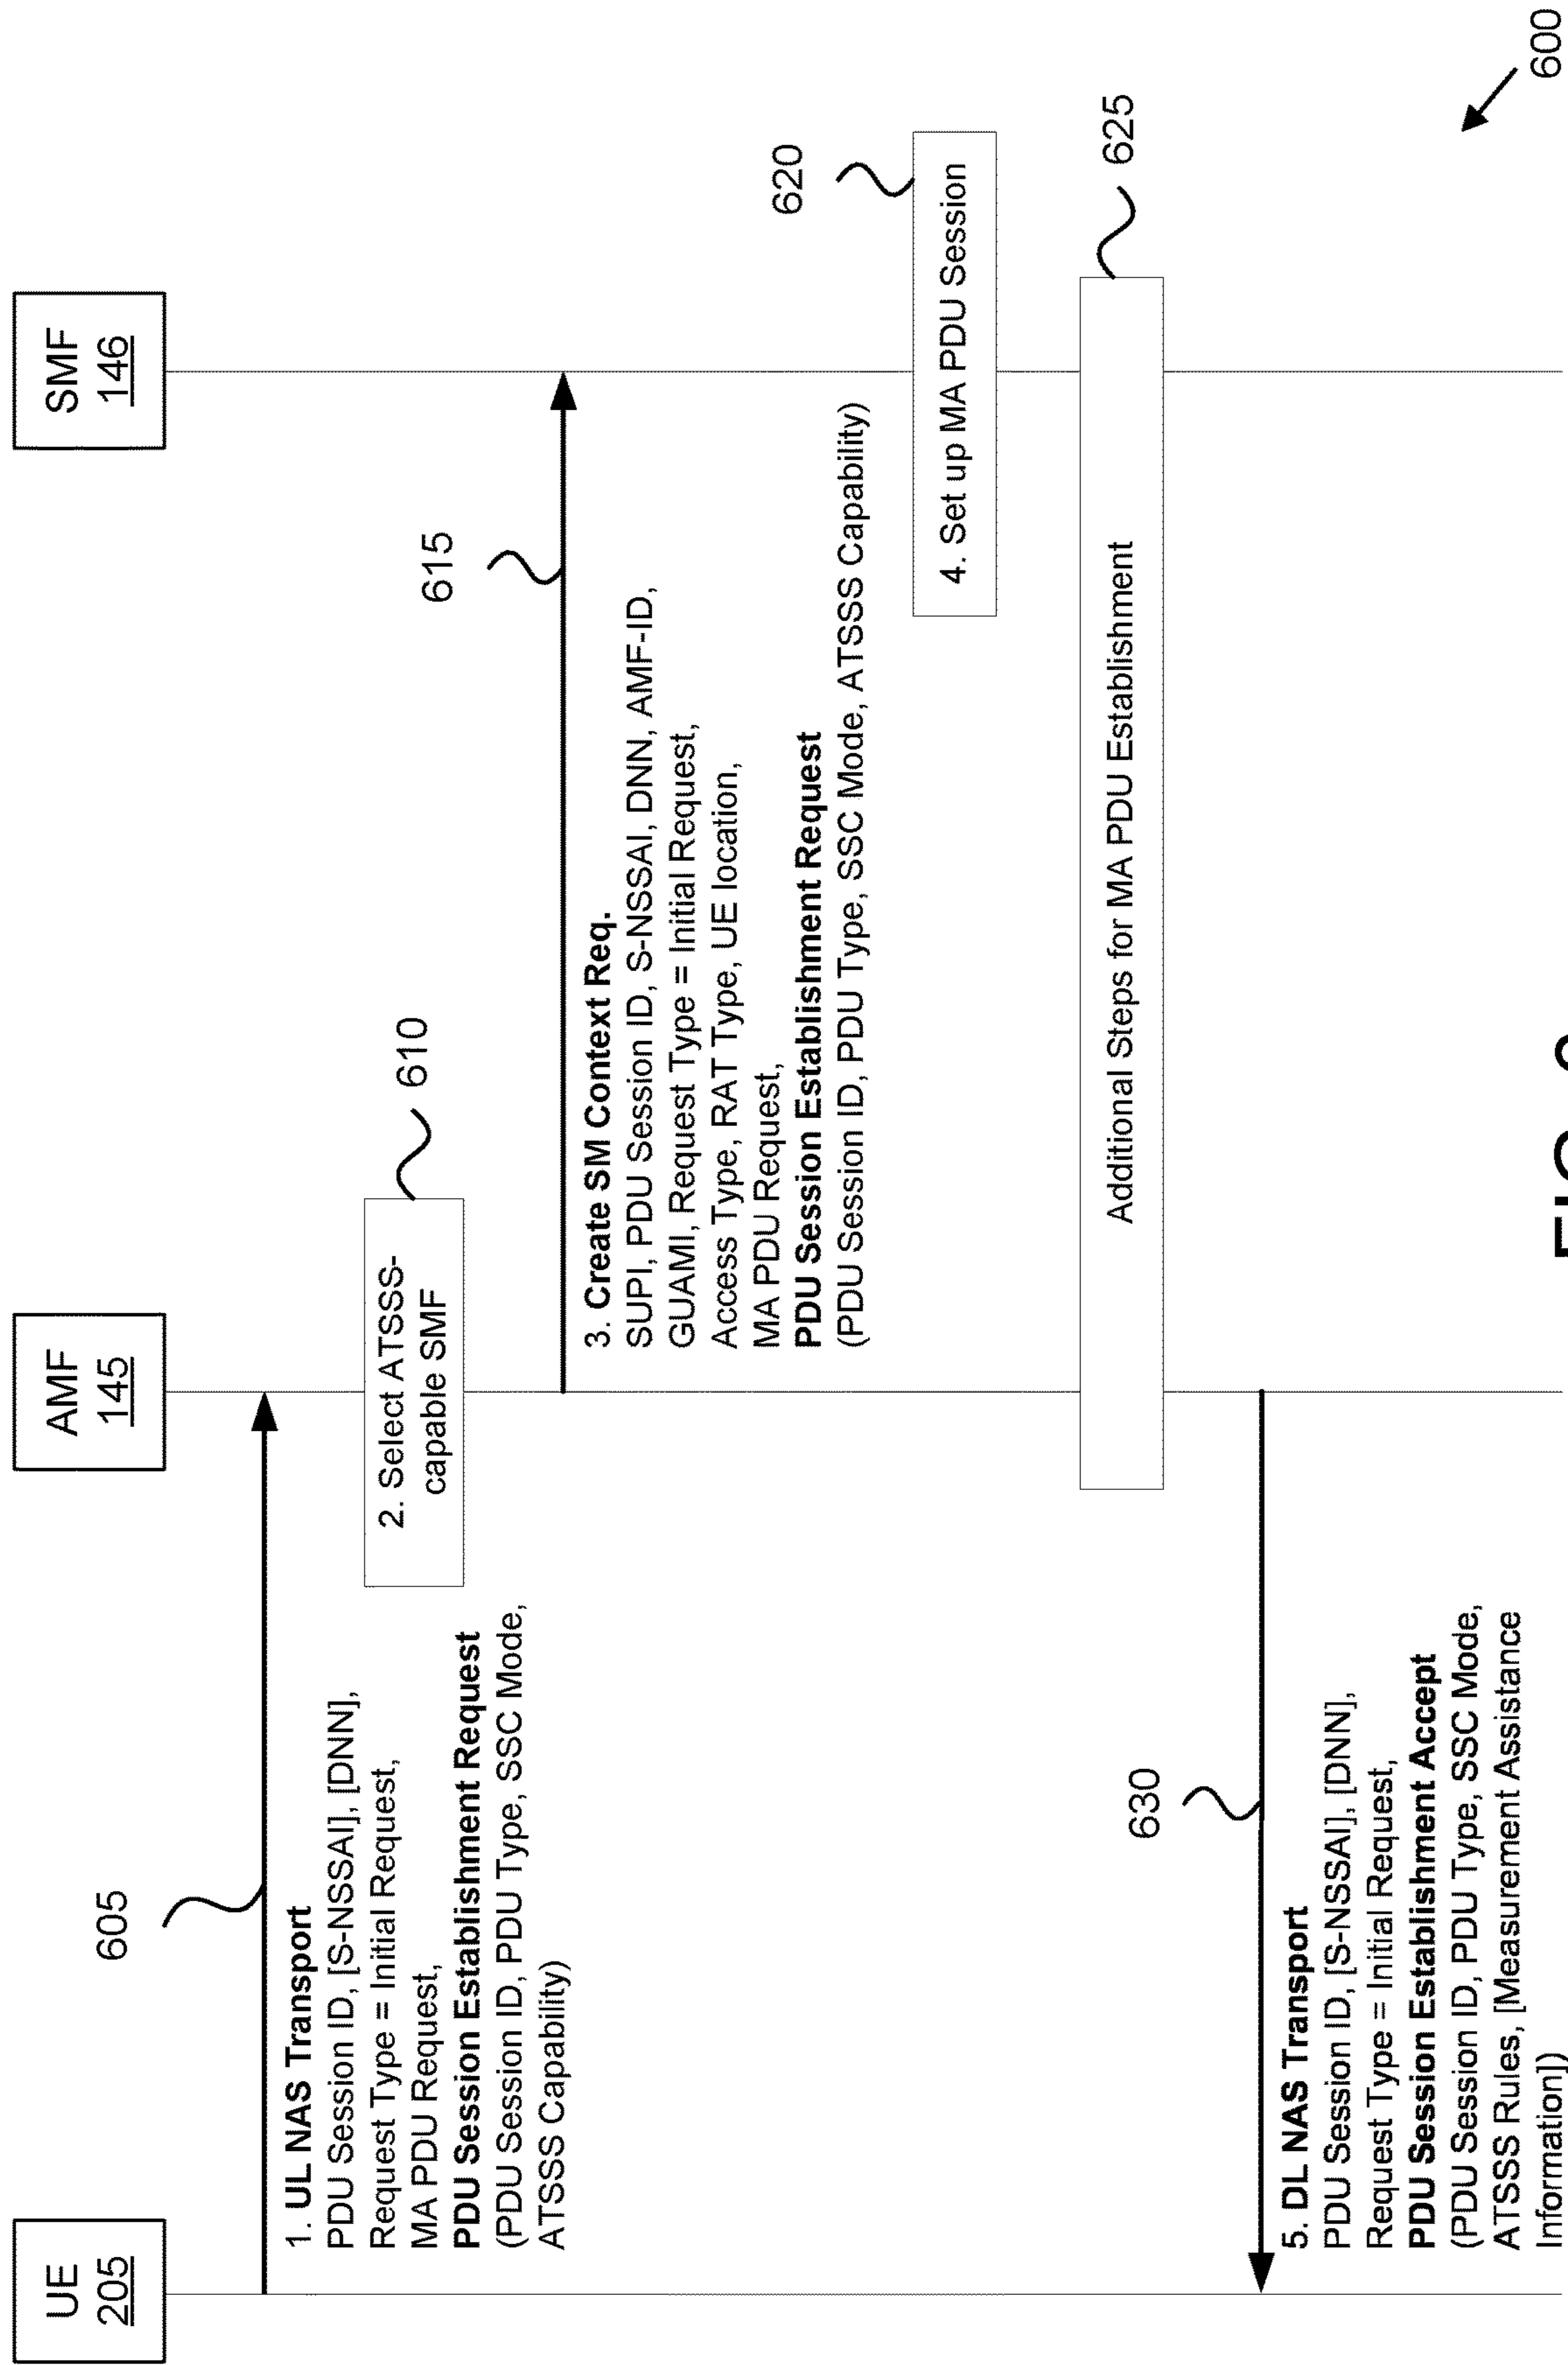 UE
205
AMF
145
SMF
146
605
1. UL NAS Transport
PDU Session ID, [S-NSSAI], [DNN],
Request Type = Initial Request,
MA PDU Request,
PDU Session Establishment Request
(PDU Session ID, PDU Type, SSC Mode,
ATSSS Capability)
2. Select ATSSS-
capable SMF
610
615
3. Create SM Context Req.
SUPI, PDU Session ID, S-NSSAI, DNN, AMF-ID,
GUAMI, Request Type = Initial Request,
Access Type, RAT Type, UE location,
MA PDU Request,
PDU Session Establishment Request
(PDU Session ID, PDU Type, SSC Mode, ATSSS Capability)
620
4. Set up MA PDU Session
625
Additional Steps for MA PDU Establishment
630
5. DL NAS Transport
PDU Session ID, [S-NSSAI], [DNN],
Request Type = Initial Request,
PDU Session Establishment Accept
(PDU Session ID, PDU Type, SSC Mode,
ATSSS Rules, [Measurement Assistance
Information])
600